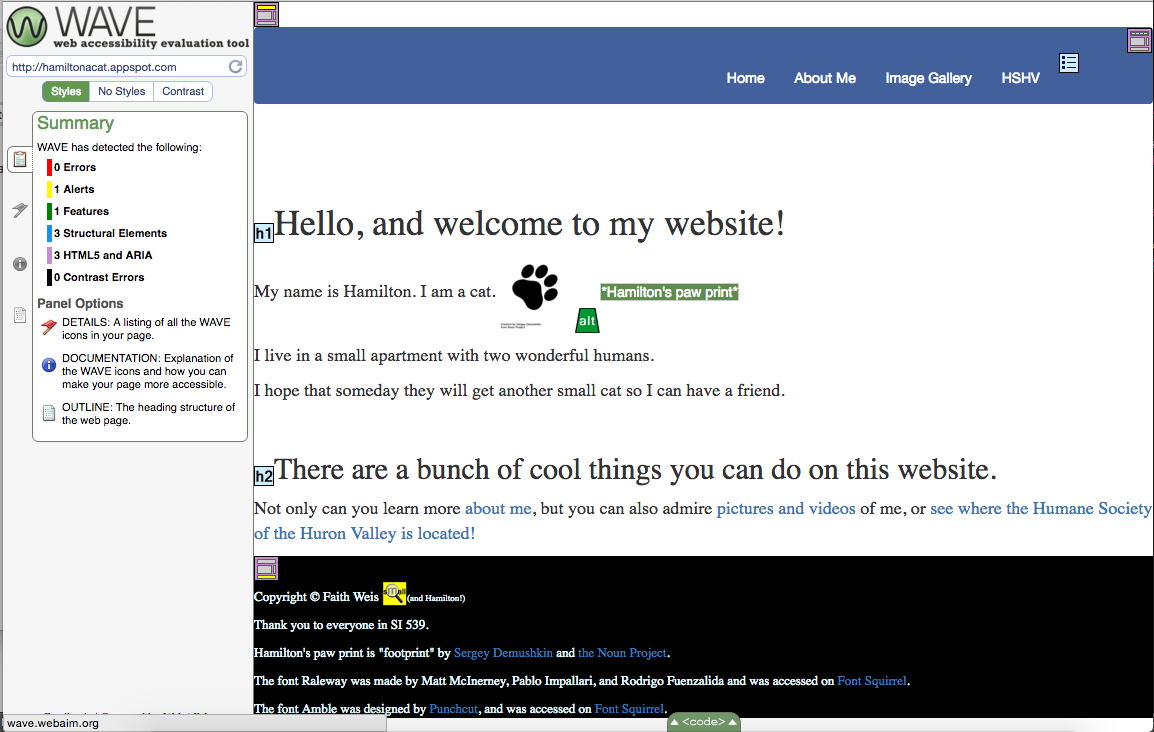 WAVE
web accessibility evaluation tool
http://hamiltonacat.appspot.com
Styles No Styles Contrast
Summary
WAVE has detected the following:
0 Errors
1 Alerts
1 Features
3 Structural Elements
3 HTML5 and ARIA
0 Contrast Errors
Panel Options
DETAILS: A listing of all the WAVE
icons in your page.
DOCUMENTATION: Explanation of
the WAVE icons and how you can
make your page more accessible.
OUTLINE: The heading structure of
the web page.
wave.webaim.org
Home About Me Image Gallery HSHV
h1 Hello, and welcome to my website!
My name is Hamilton. I am a cat. *Hamilton's paw print*
Created by Sergey Demushkin
from Noun Project
alt
I live in a small apartment with two wonderful humans.
I hope that someday they will get another small cat so I can have a friend.
h2 There are a bunch of cool things you can do on this website.
Not only can you learn more about me, but you can also admire pictures and videos of me, or see where the Humane Society
of the Huron Valley is located!
Copyright © Faith Weis small (and Hamilton!)
Thank you to everyone in SI 539.
Hamilton's paw print is "footprint" by Sergey Demushkin and the Noun Project.
The font Raleway was made by Matt McInerney, Pablo Impallari, and Rodrigo Fuenzalida and was accessed on Font Squirrel.
The font Amble was designed by Punchcut, and was accessed on Font Squirrel.
<code>